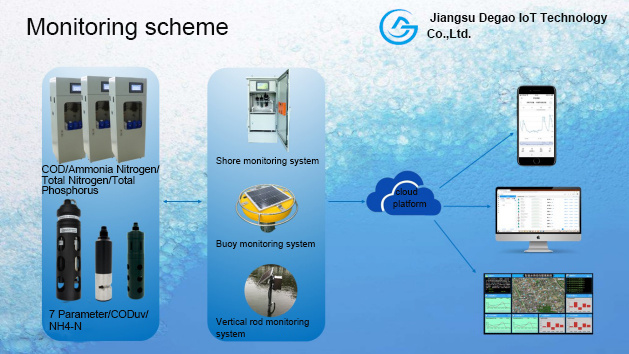 Monitoring scheme
Jiangsu Degao IoT Technology
Co.,Ltd.
COD/Ammonia Nitrogen/
Total Nitrogen/Total
Phosphorus
7 Parameter/CODuv/
NH4-N
Shore monitoring system
Buoy monitoring system
Vertical rod monitoring
system
cloud
platform